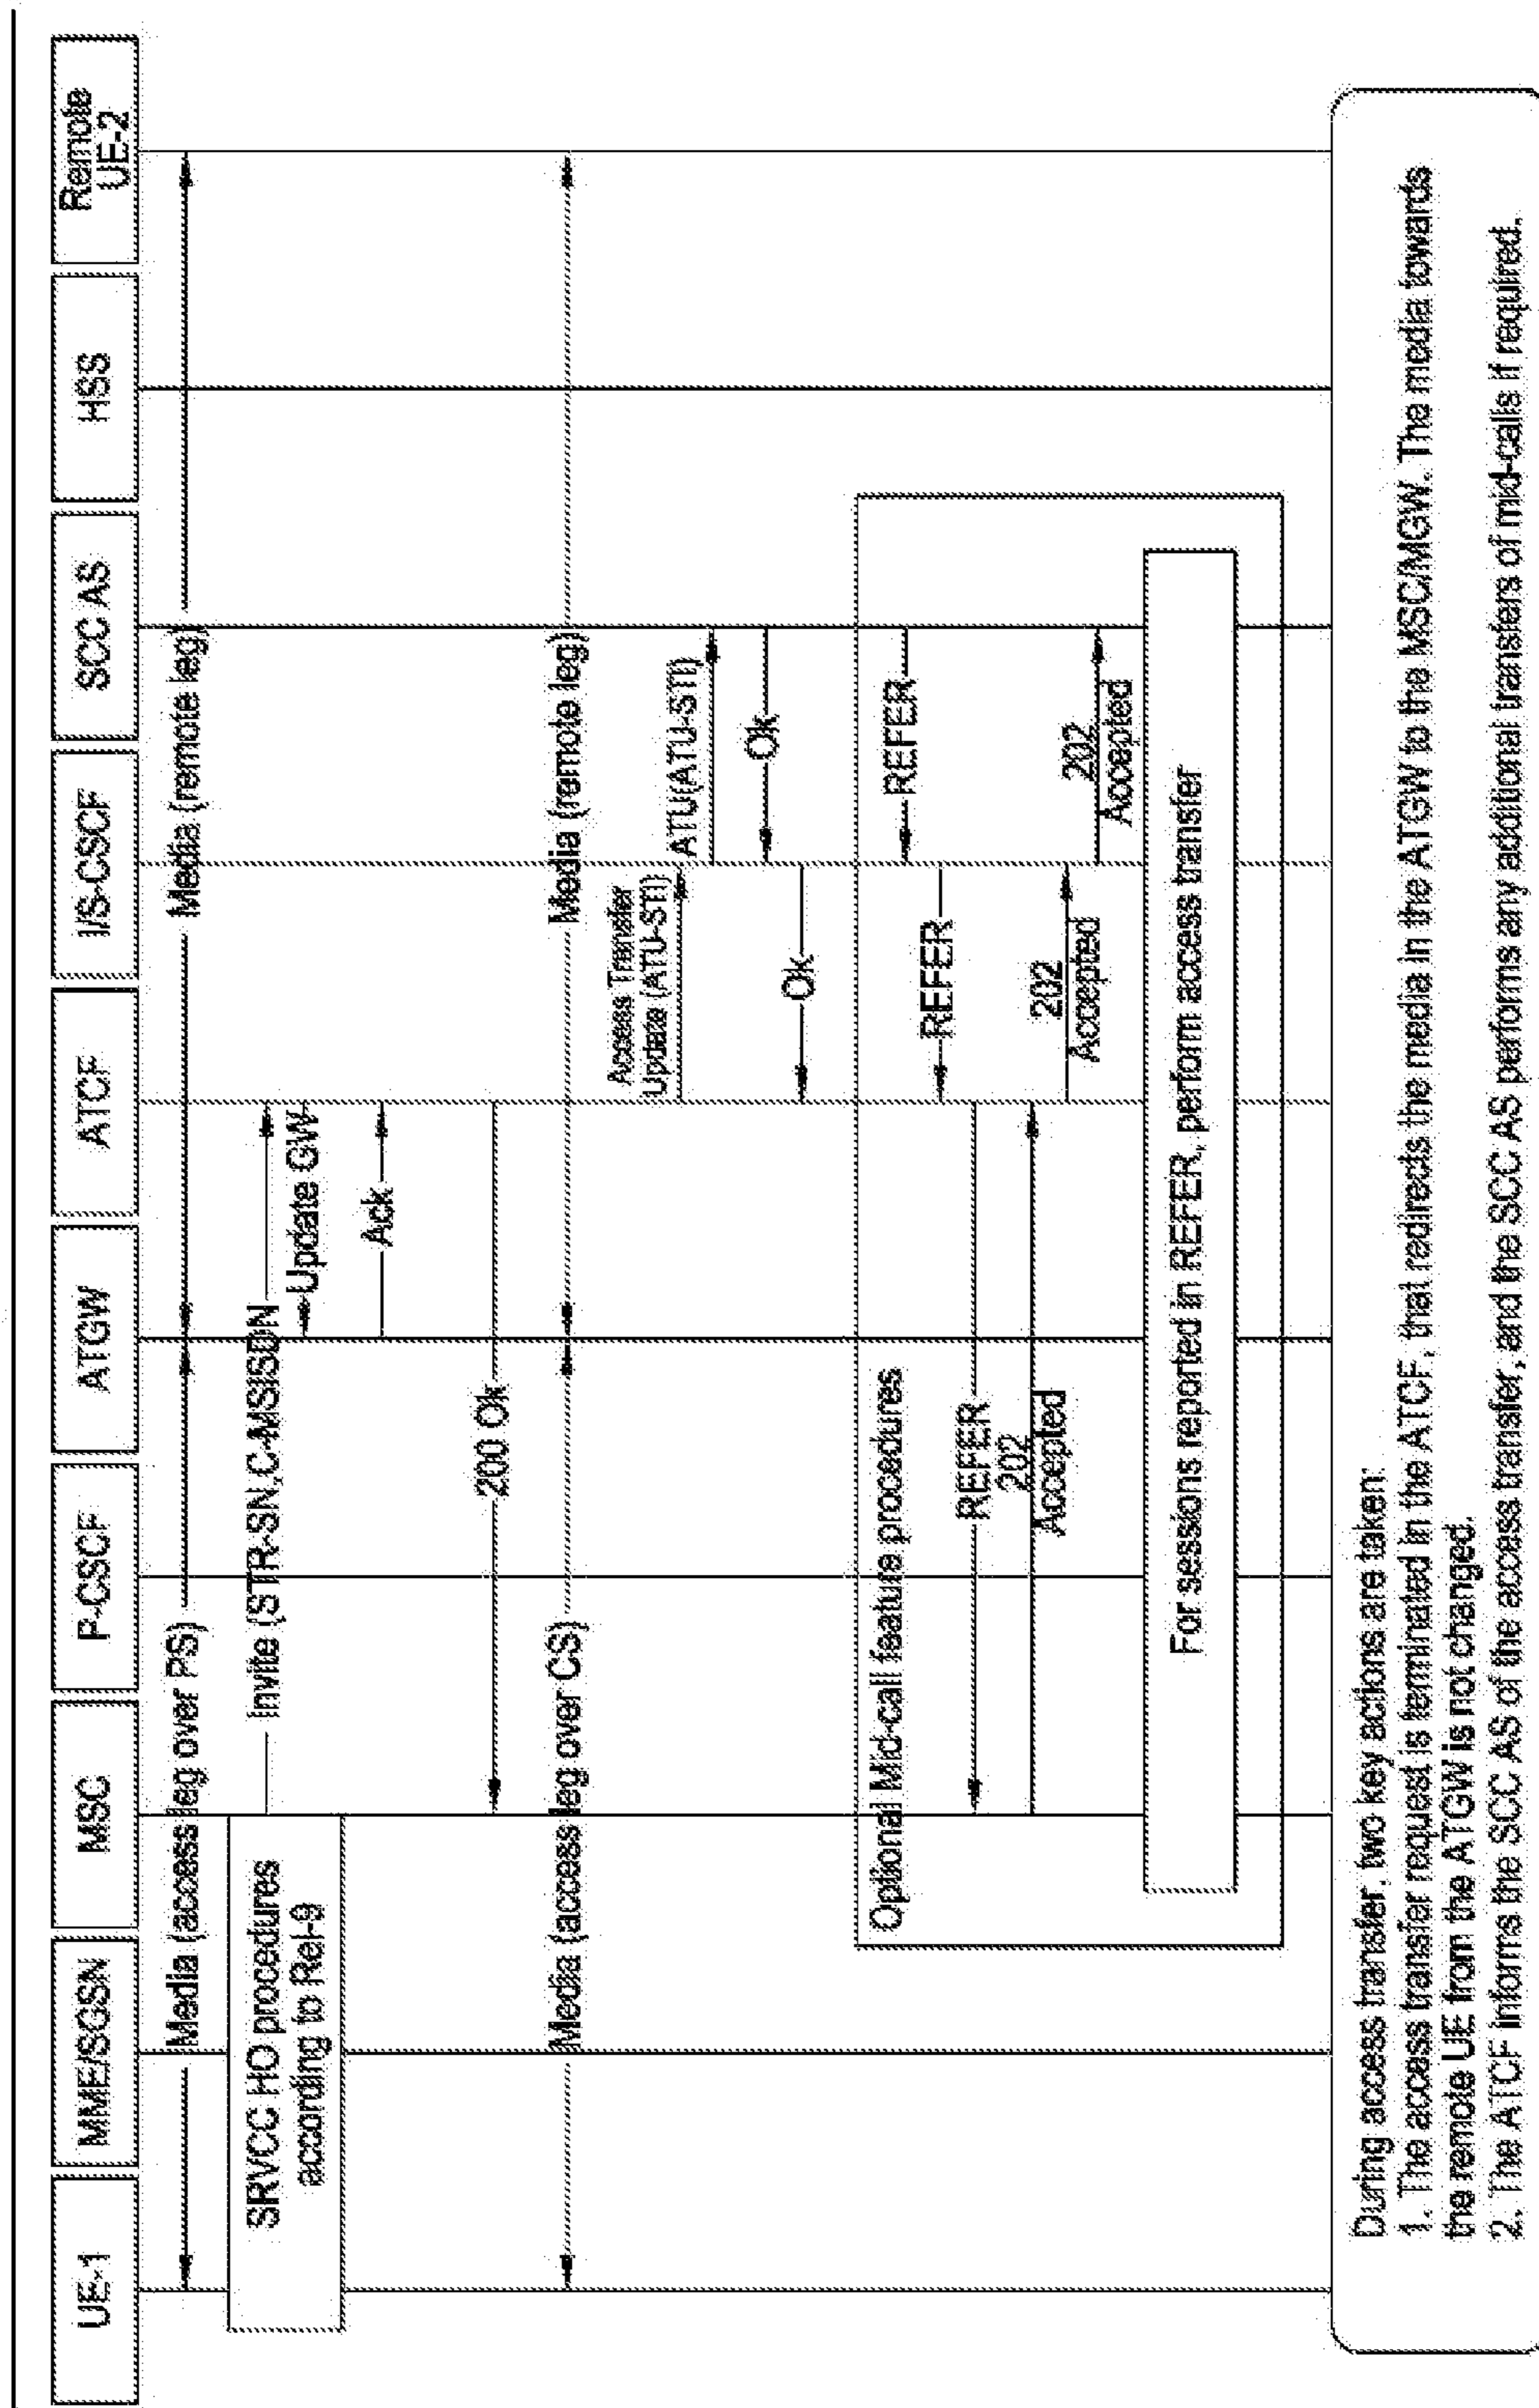 UE-1
MME/SGSN
MSC
P-CSCF
ATGW
ATCF
I/S-CSCF
SCC AS
HSS
Remote
UE-2
Media (access leg over PS)
Media (remote leg)
SRVCC HO procedures
according to Rel-9
Invite (STR-SN,C-MSISDN
Update GW
Ack
200 Ok
Media (access leg over CS)
Media (remote leg)
Access Transfer
Update (ATU-STI)
ATU(ATU-STI)
Ok
Ok
Optional Mid-call feature procedures
REFER
REFER
REFER
202
Accepted
202
Accepted
202
Accepted
For sessions reported in REFER, perform access transfer
During access transfer, two key actions are taken:
1. The access transfer request is terminated in the ATCF, that redirects the media in the ATGW to the MSC/MGW. The media towards
the remote UE from the ATGW is not changed.
2. The ATCF informs the SCC AS of the access transfer, and the SCC AS performs any additional transfers of mid-calls if required.